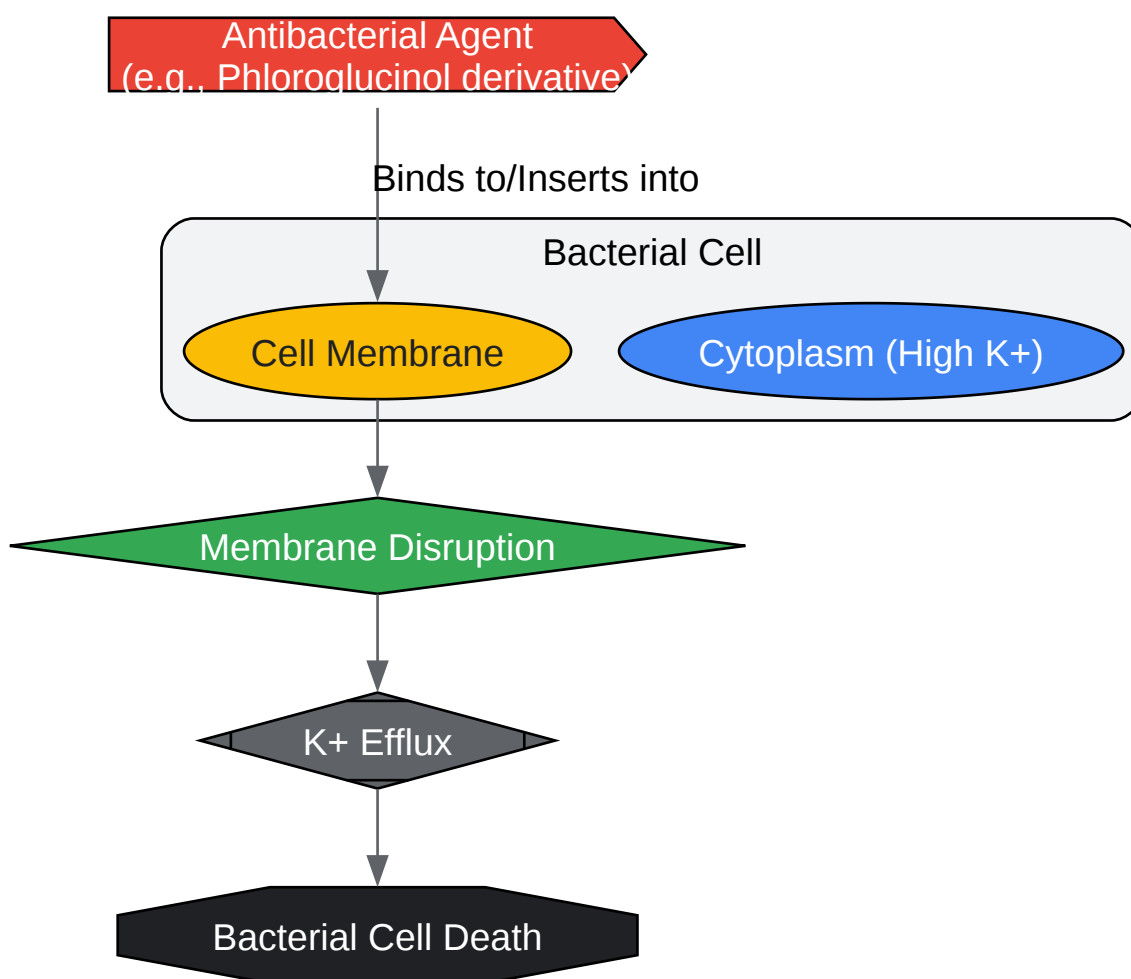 Antibacterial Agent
(e.g., Phloroglucinol derivative)
Binds to/Inserts into
Bacterial Cell
Cell Membrane
Cytoplasm (High K+)
Membrane Disruption
K+ Efflux
Bacterial Cell Death